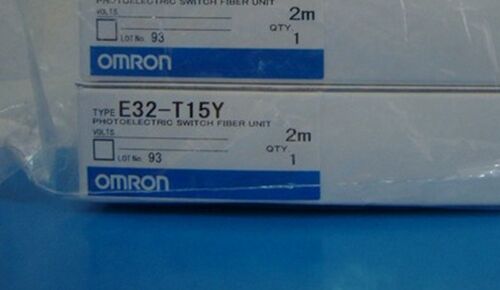 PHOTOELECTRIC SWITCH FIBER UNIT
VOLTS 2m
QTY.
LOT No. 93 1
OMRON
TYPE E32-T15Y
PHOTOELECTRIC SWITCH FIBER UNIT
VOLTS 2m
QTY.
LOT No. 93 1
OMRON